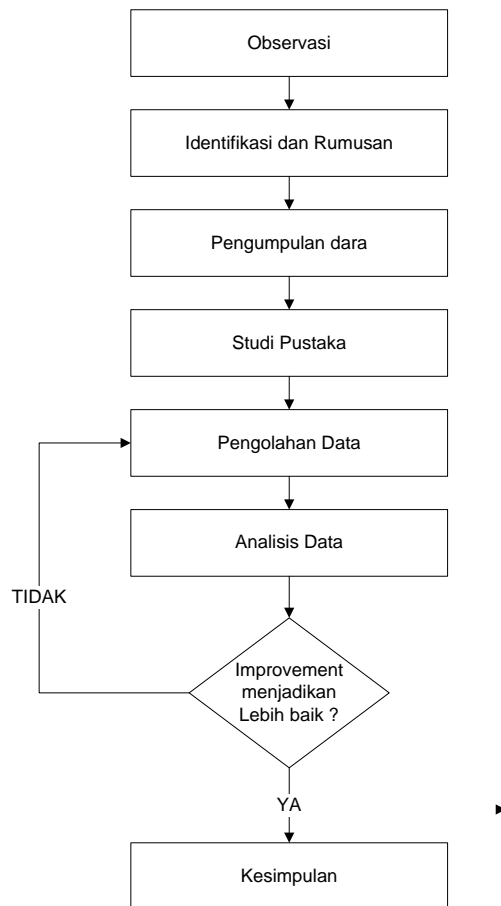 Observasi
Identifikasi dan Rumusan
Pengumpulan dara
Studi Pustaka
Pengolahan Data
Analisis Data
TIDAK
Improvement
menjadikan
Lebih baik ?
YA
Kesimpulan